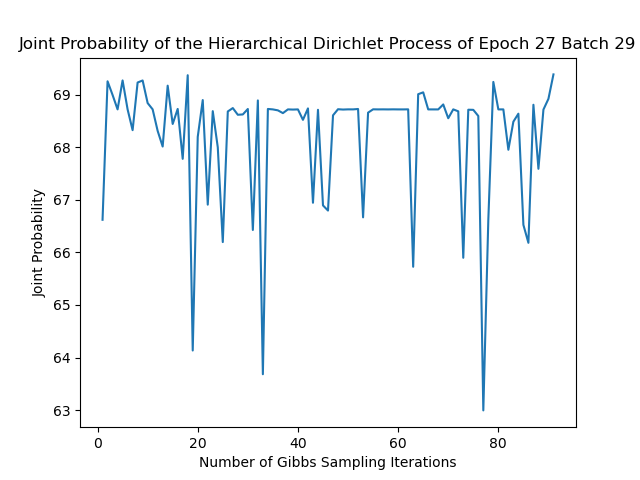 Joint Probability of the Hierarchical Dirichlet Process of Epoch 27 Batch 29
69
68
67
66
65
64
63
Joint Probability
0 20 40 60 80
Number of Gibbs Sampling Iterations